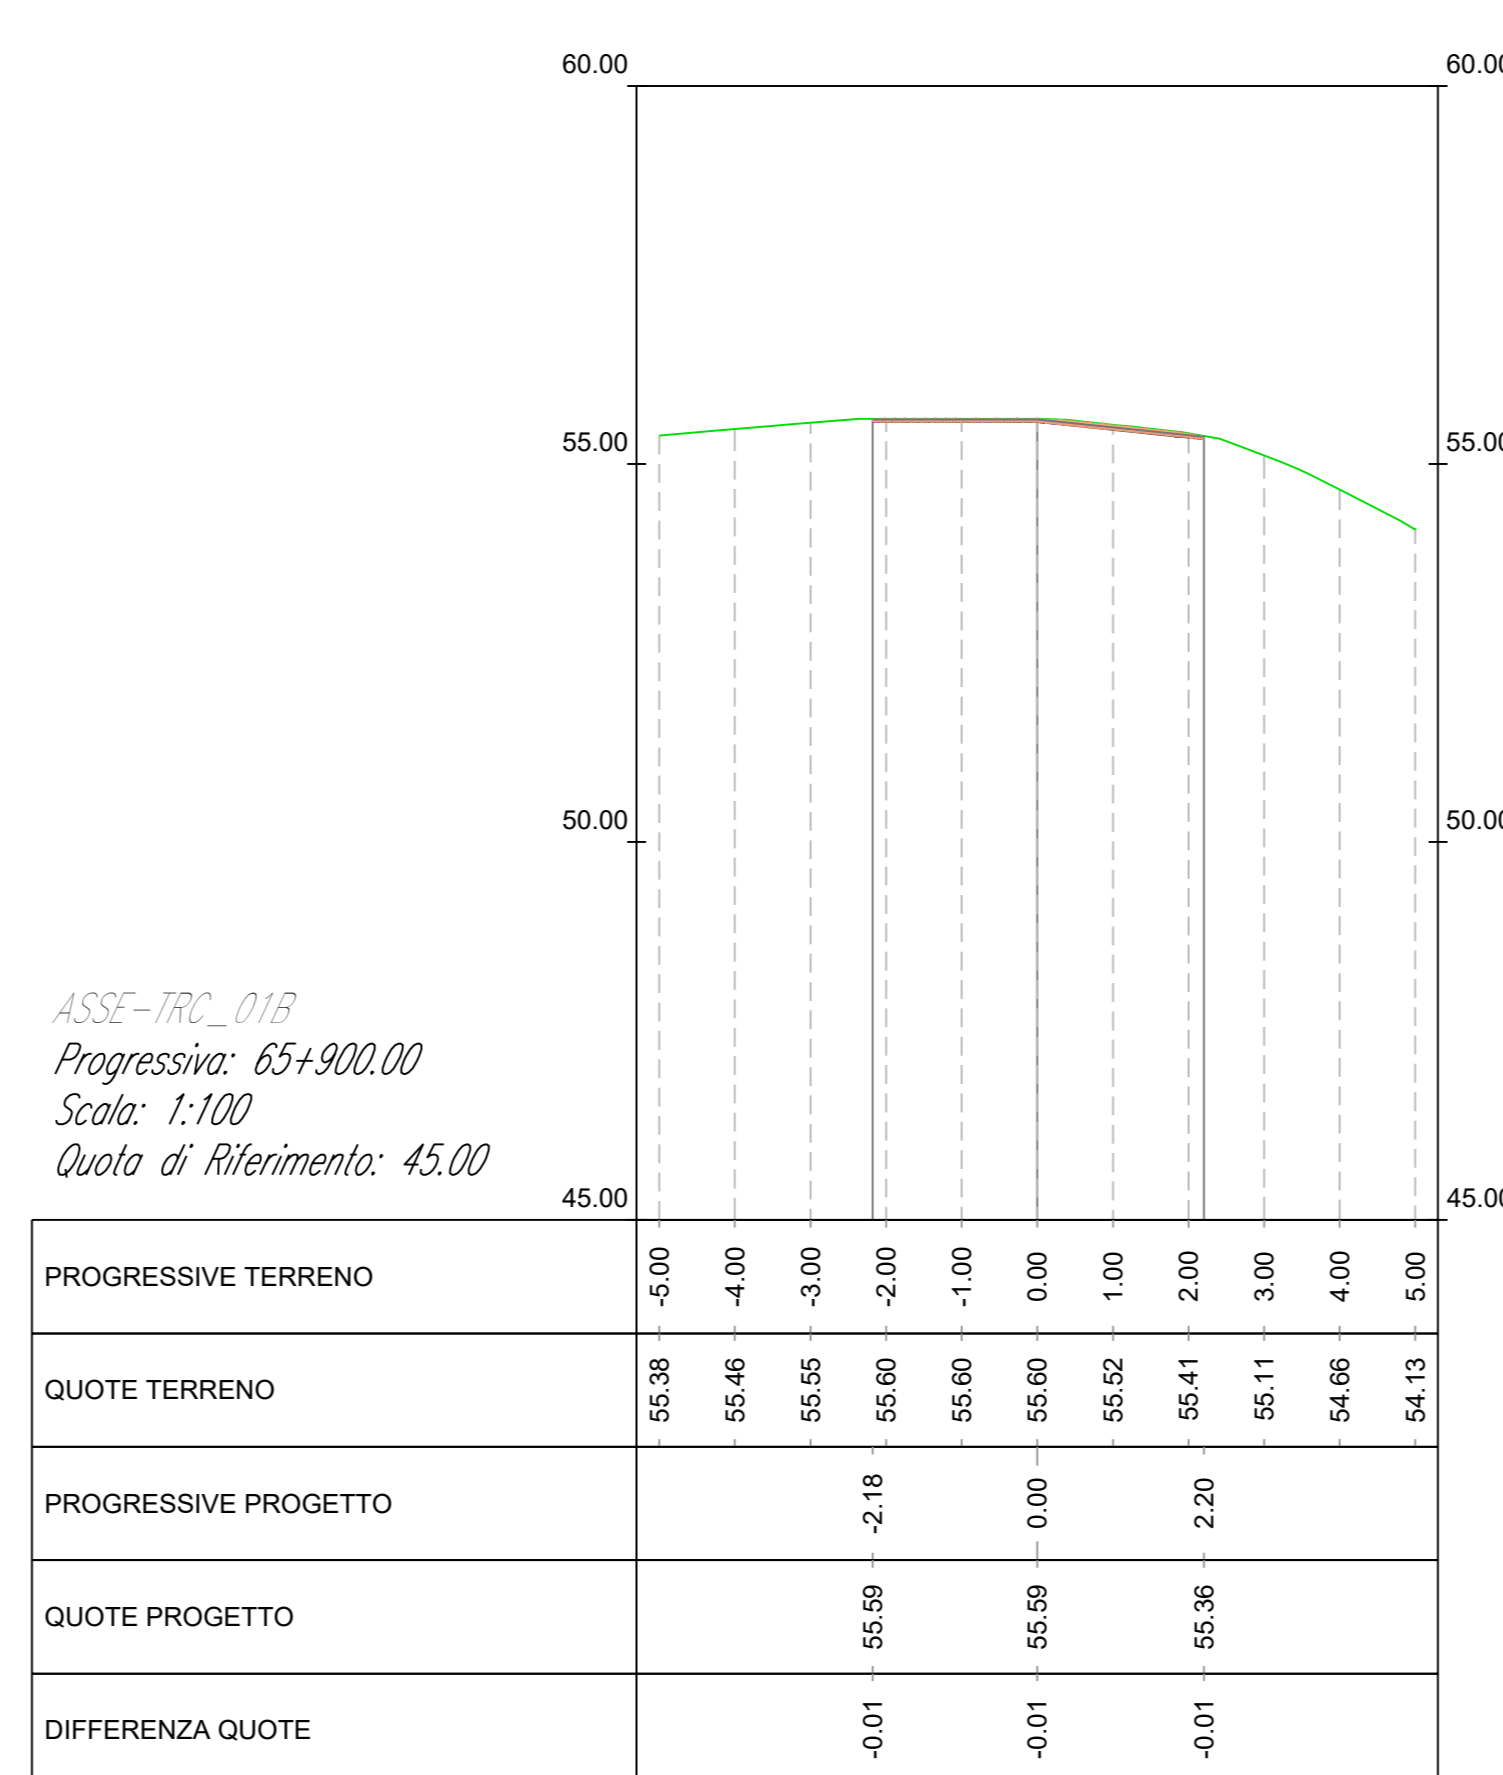 60.00 60.00
55.00 55.00
50.00 50.00
ASSE-TRC_01B
Progressiva: 65+900.00
Scala: 1:100
Quota di Riferimento: 45.00
45.00 45.00
PROGRESSIVE TERRENO -5.00 -4.00 -3.00 -2.00 -1.00 0.00 1.00 2.00 3.00 4.00 5.00
QUOTE TERRENO 55.38 55.46 55.55 55.60 55.60 55.60 55.52 55.41 55.11 54.66 54.13
PROGRESSIVE PROGETTO -2.18 0.00 2.20
QUOTE PROGETTO 55.59 55.59 55.36
DIFFERENZA QUOTE -0.01 -0.01 -0.01